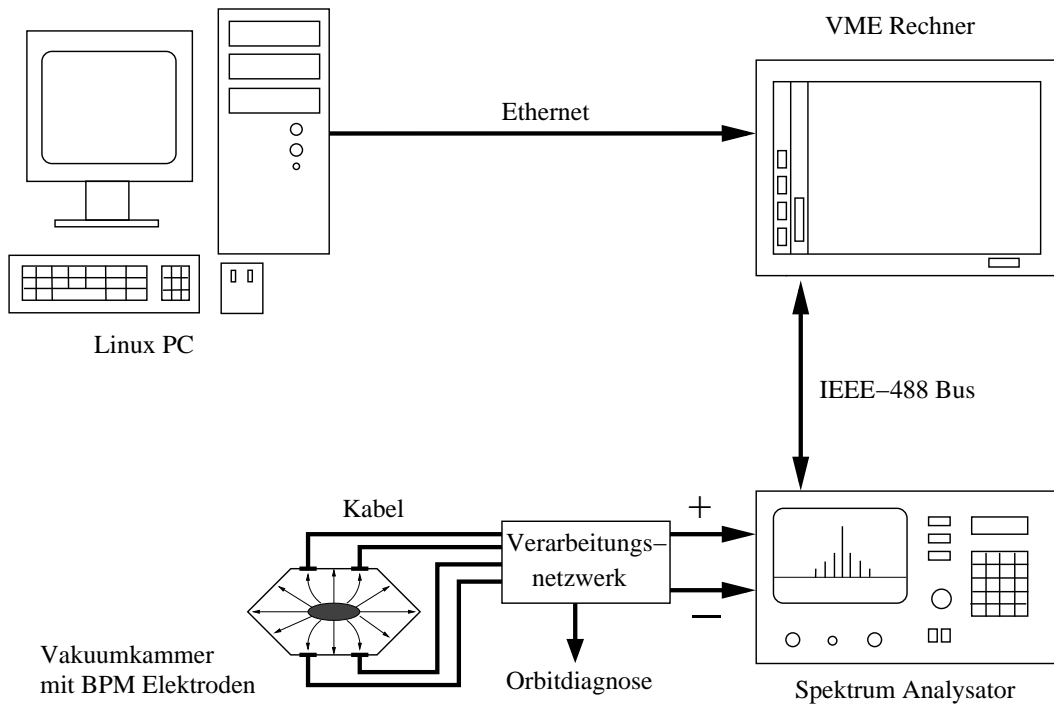 VME Rechner
Ethernet
Linux PC
IEEE–488 Bus
Kabel
+
Verarbeitungs–
netzwerk
−
Vakuumkammer
mit BPM Elektroden
Orbitdiagnose
Spektrum Analysator